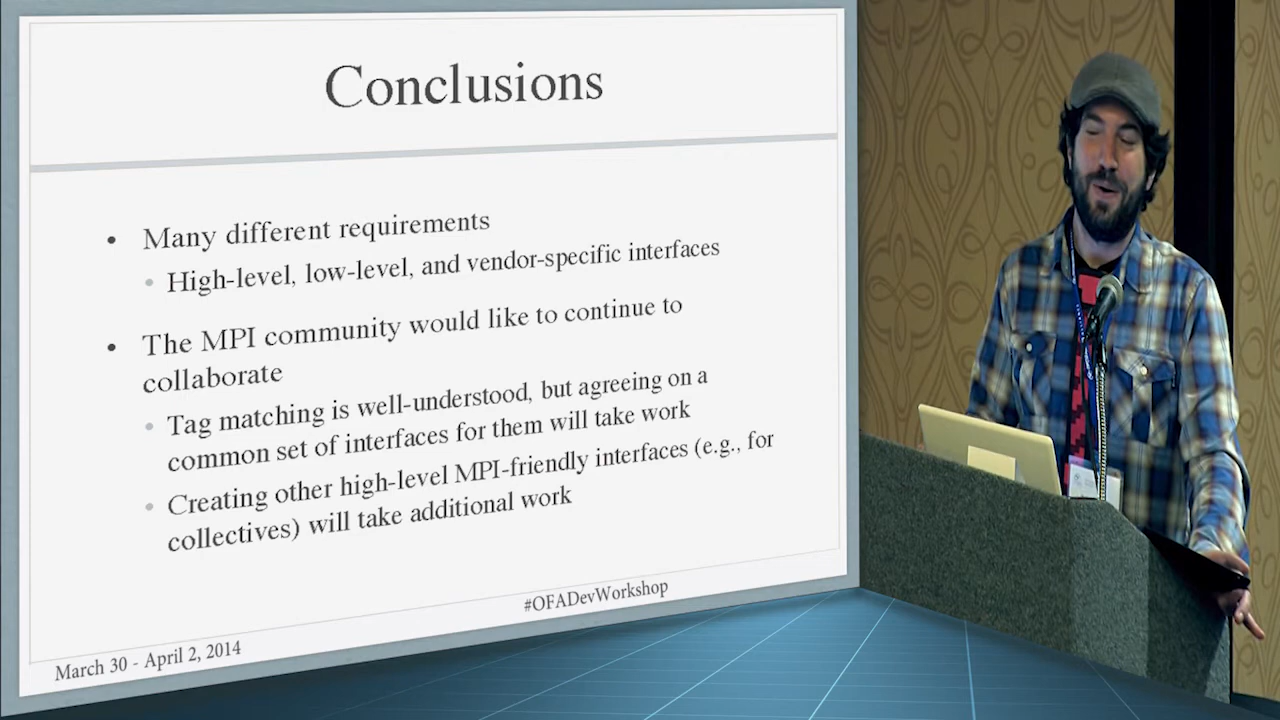 Conclusions
• Many different requirements
• High-level, low-level, and vendor-specific interfaces
• The MPI community would like to continue to
collaborate
• Tag matching is well-understood, but agreeing on a
common set of interfaces for them will take work
• Creating other high-level MPI-friendly interfaces (e.g., for
collectives) will take additional work
#OFADevWorkshop
March 30 - April 2, 2014